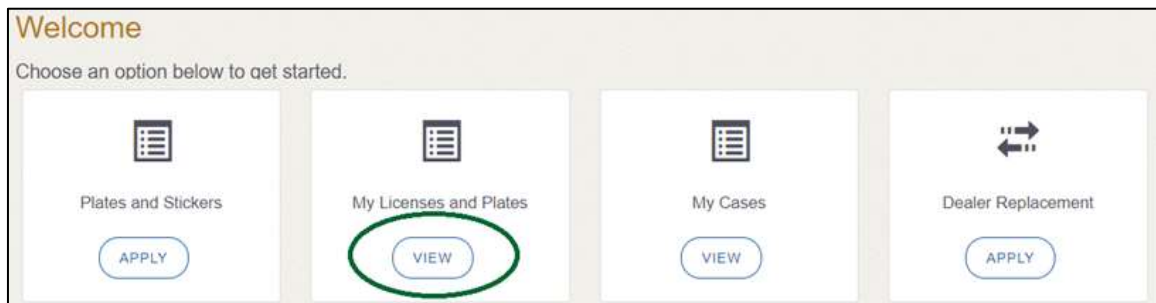 Welcome
Choose an option below to get started.
Plates and Stickers
My Licenses and Plates
My Cases
Dealer Replacement
APPLY
VIEW
VIEW
APPLY